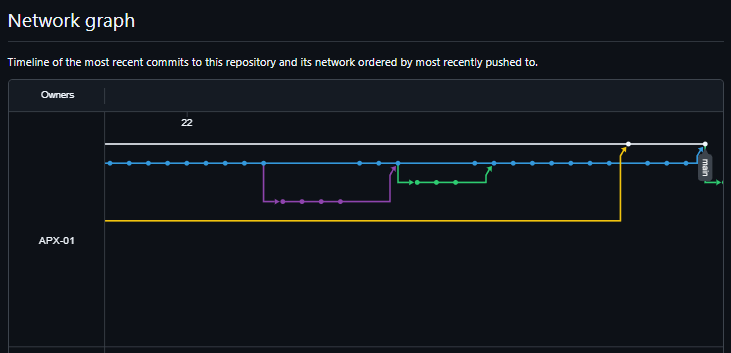 Network graph
Timeline of the most recent commits to this repository and its network ordered by most recently pushed to.
Owners
22
main
APX-01